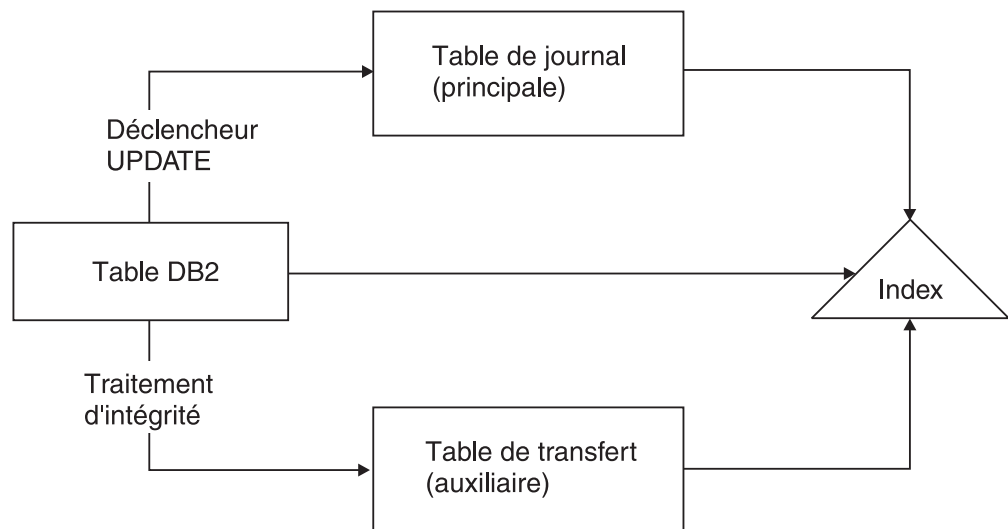 Table de journal
(principale)
Déclencheur
UPDATE
Table DB2
Index
Traitement
d'intégrité
Table de transfert
(auxiliaire)